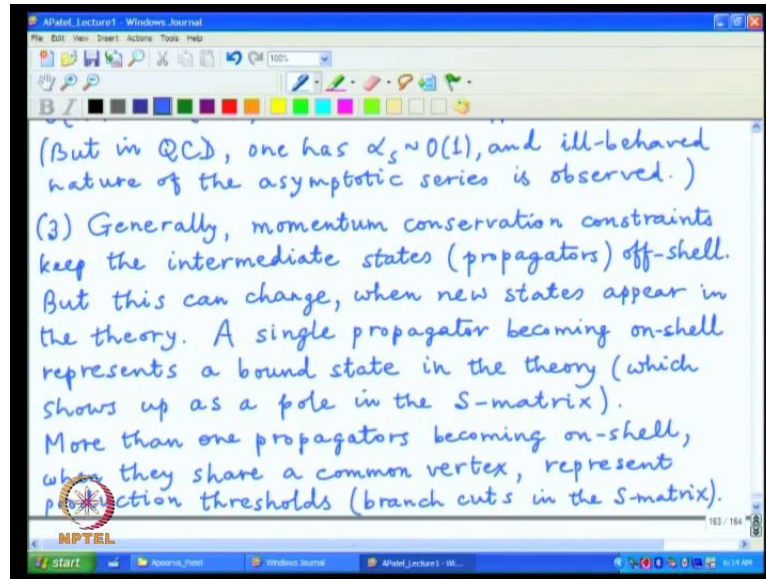 APatel_Lecture1 - Windows Journal
File Edit View Insert Actions Tools Help
100%
B I
(But in QCD, one has αs ~ O(1), and ill-behaved
nature of the asymptotic series is observed.)
(3) Generally, momentum conservation constraints
keep the intermediate states (propagators) off-shell.
But this can change, when new states appear in
the theory. A single propagator becoming on-shell
represents a bound state in the theory (which
shows up as a pole in the S-matrix).
More than one propagators becoming on-shell,
when they share a common vertex, represent
production thresholds (branch cuts in the S-matrix).
163 / 164
NPTEL
start Apoorva_Patel Windows Journal APatel_Lecture1 - Wi... 6:14 AM